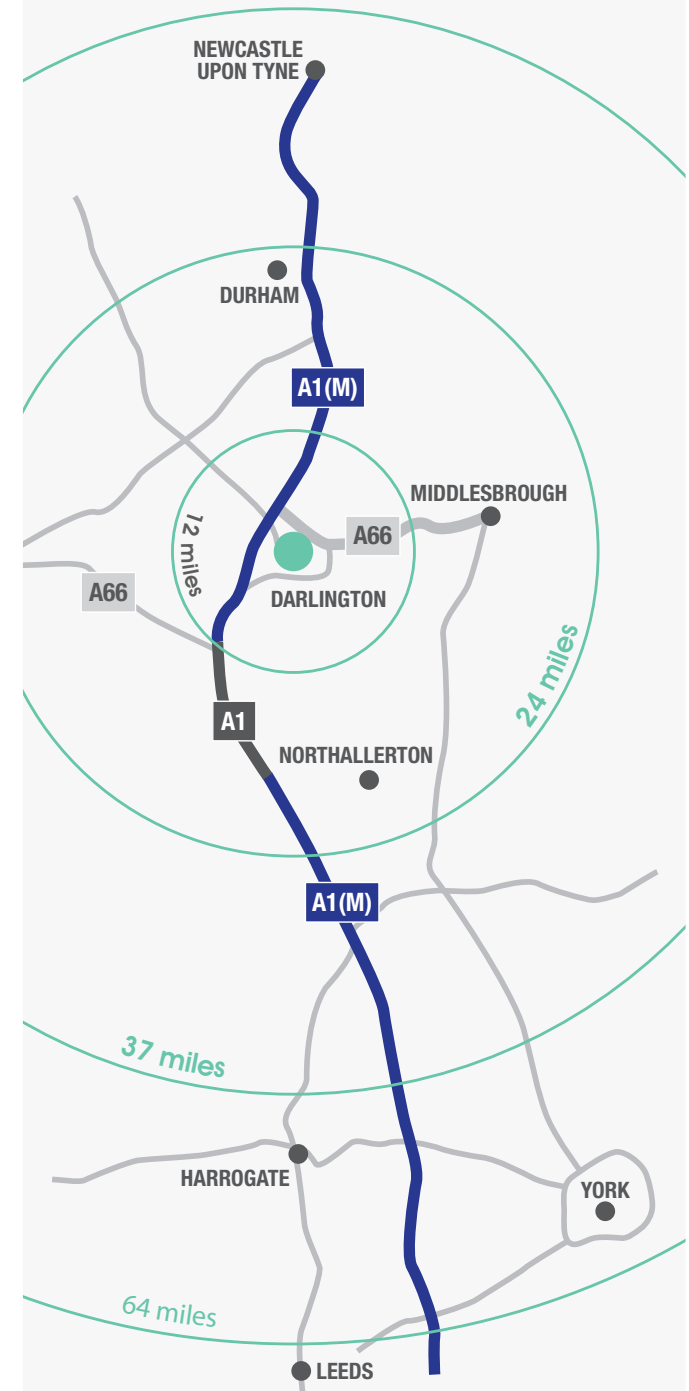 NEWCASTLE
UPON TYNE
DURHAM
A1(M)
MIDDLESBROUGH
12 miles
A66
A66
DARLINGTON
24 miles
A1
NORTHALLERTON
A1(M)
37 miles
HARROGATE
YORK
64 miles
LEEDS